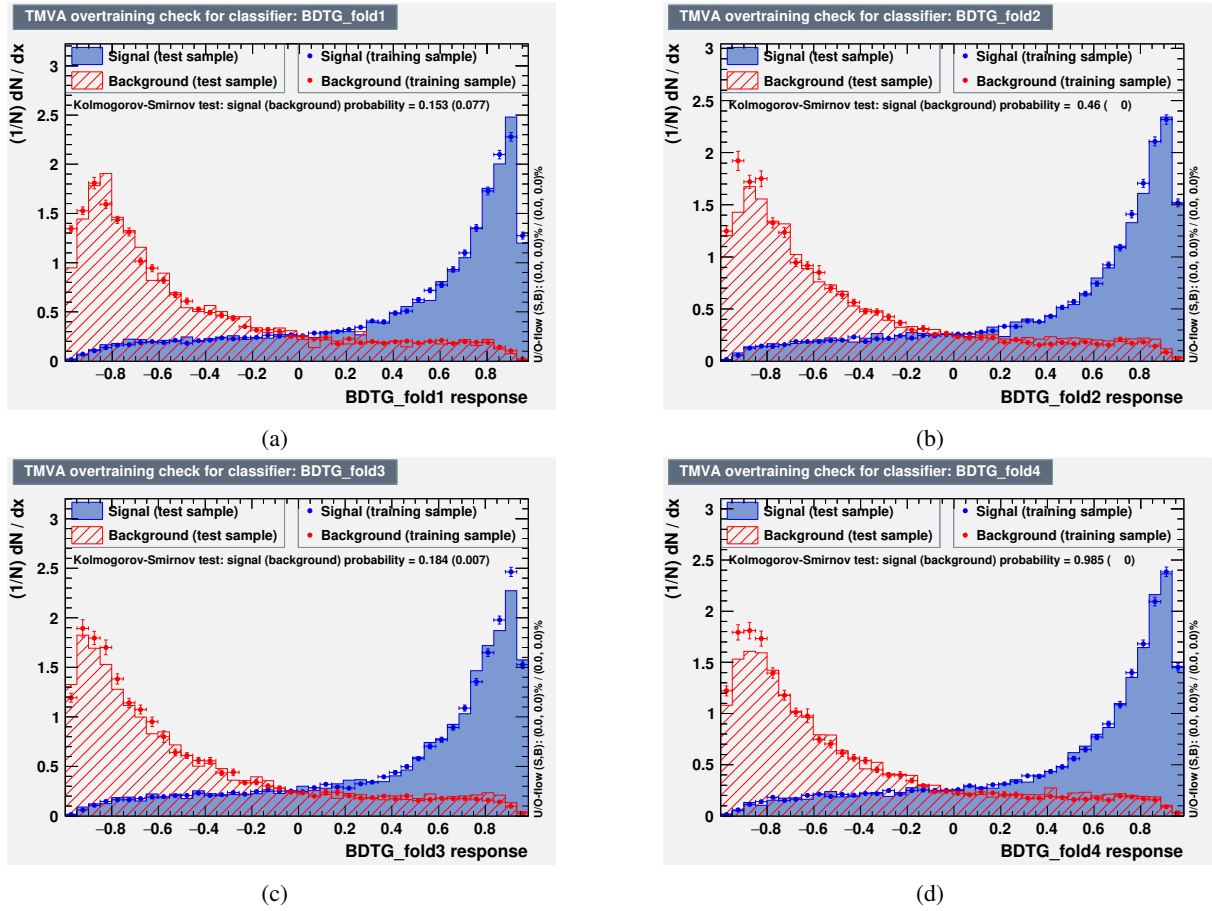 TMVA overtraining check for classifier: BDTG_fold1
Signal (test sample)
Background (test sample)
Signal (training sample)
Background (training sample)
Kolmogorov-Smirnov test: signal (background) probability = 0.153 (0.077)
(1/N) dN / dx
3
2.5
2
1.5
1
0.5
0
−0.8 −0.6 −0.4 −0.2 0 0.2 0.4 0.6 0.8
BDTG_fold1 response
U/O-flow (S,B): (0.0, 0.0)% / (0.0, 0.0)%
(a)
TMVA overtraining check for classifier: BDTG_fold2
Signal (test sample)
Background (test sample)
Signal (training sample)
Background (training sample)
Kolmogorov-Smirnov test: signal (background) probability = 0.46 ( 0)
(1/N) dN / dx
3
2.5
2
1.5
1
0.5
0
−0.8 −0.6 −0.4 −0.2 0 0.2 0.4 0.6 0.8
BDTG_fold2 response
U/O-flow (S,B): (0.0, 0.0)% / (0.0, 0.0)%
(b)
TMVA overtraining check for classifier: BDTG_fold3
Signal (test sample)
Background (test sample)
Signal (training sample)
Background (training sample)
Kolmogorov-Smirnov test: signal (background) probability = 0.184 (0.007)
(1/N) dN / dx
3
2.5
2
1.5
1
0.5
0
−0.8 −0.6 −0.4 −0.2 0 0.2 0.4 0.6 0.8
BDTG_fold3 response
U/O-flow (S,B): (0.0, 0.0)% / (0.0, 0.0)%
(c)
TMVA overtraining check for classifier: BDTG_fold4
Signal (test sample)
Background (test sample)
Signal (training sample)
Background (training sample)
Kolmogorov-Smirnov test: signal (background) probability = 0.985 ( 0)
(1/N) dN / dx
3
2.5
2
1.5
1
0.5
0
−0.8 −0.6 −0.4 −0.2 0 0.2 0.4 0.6 0.8
BDTG_fold4 response
U/O-flow (S,B): (0.0, 0.0)% / (0.0, 0.0)%
(d)